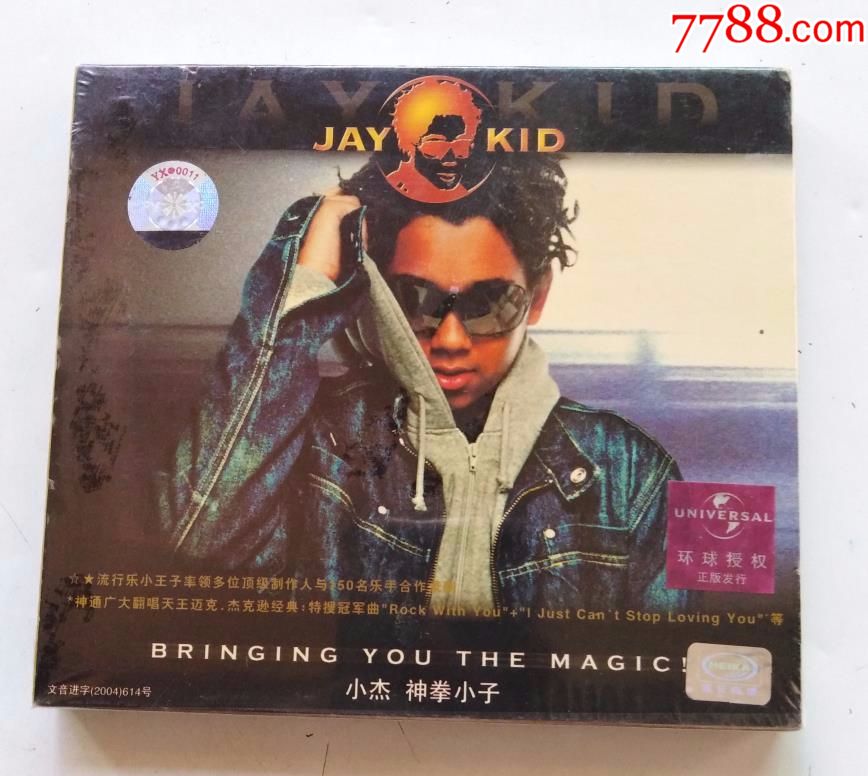 7788.com
JAY KID
JAY KID
YX 0011
UNIVERSAL
环球授权
正版发行
☆★流行乐小王子率领多位顶级制作人与150名乐手合作
*神通广大翻唱天王迈克.杰克逊经典:特搜冠军曲"Rock With You"+"I Just Can`t Stop Loving You"等
BRINGING YOU THE MAGIC!
小杰 神拳小子
文音进字(2004)614号